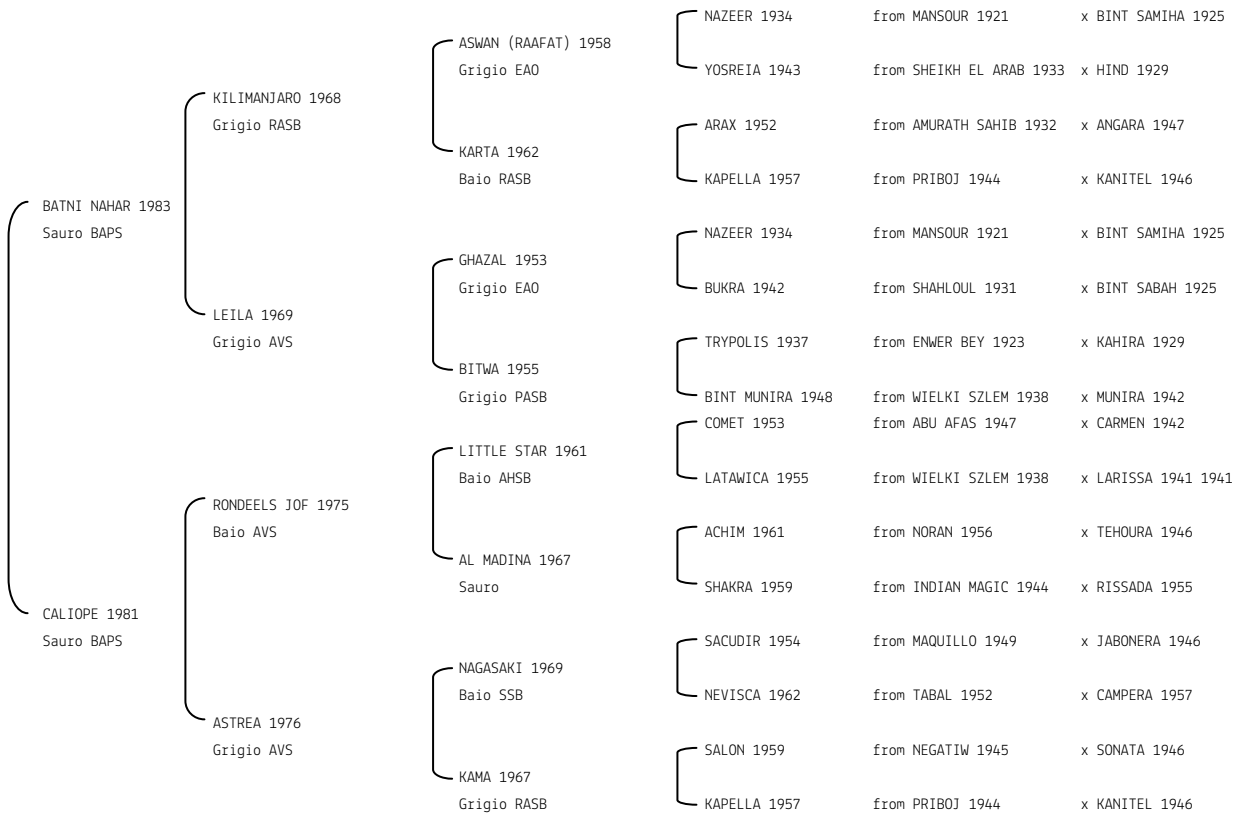 NAZEER 1934 from MANSOUR 1921 x BINT SAMIHA 1925
ASWAN (RAAFAT) 1958
Grigio EAO
YOSREIA 1943 from SHEIKH EL ARAB 1933 x HIND 1929
KILIMANJARO 1968
Grigio RASB
ARAX 1952 from AMURATH SAHIB 1932 x ANGARA 1947
KARTA 1962
Baio RASB
KAPELLA 1957 from PRIBOJ 1944 x KANITEL 1946
BATNI NAHAR 1983
Sauro BAPS
NAZEER 1934 from MANSOUR 1921 x BINT SAMIHA 1925
GHAZAL 1953
Grigio EAO
BUKRA 1942 from SHAHLOUL 1931 x BINT SABAH 1925
LEILA 1969
Grigio AVS
TRYPOLIS 1937 from ENWER BEY 1923 x KAHIRA 1929
BITWA 1955
Grigio PASB
BINT MUNIRA 1948 from WIELKI SZLEM 1938 x MUNIRA 1942
COMET 1953 from ABU AFAS 1947 x CARMEN 1942
LITTLE STAR 1961
Baio AHSB
LATAWICA 1955 from WIELKI SZLEM 1938 x LARISSA 1941 1941
RONDEELS JOF 1975
Baio AVS
ACHIM 1961 from NORAN 1956 x TEHOURA 1946
AL MADINA 1967
Sauro
SHAKRA 1959 from INDIAN MAGIC 1944 x RISSADA 1955
CALIOPE 1981
Sauro BAPS
SACUDIR 1954 from MAQUILLO 1949 x JABONERA 1946
NAGASAKI 1969
Baio SSB
NEVISCA 1962 from TABAL 1952 x CAMPERA 1957
ASTREA 1976
Grigio AVS
SALON 1959 from NEGATIW 1945 x SONATA 1946
KAMA 1967
Grigio RASB
KAPELLA 1957 from PRIBOJ 1944 x KANITEL 1946